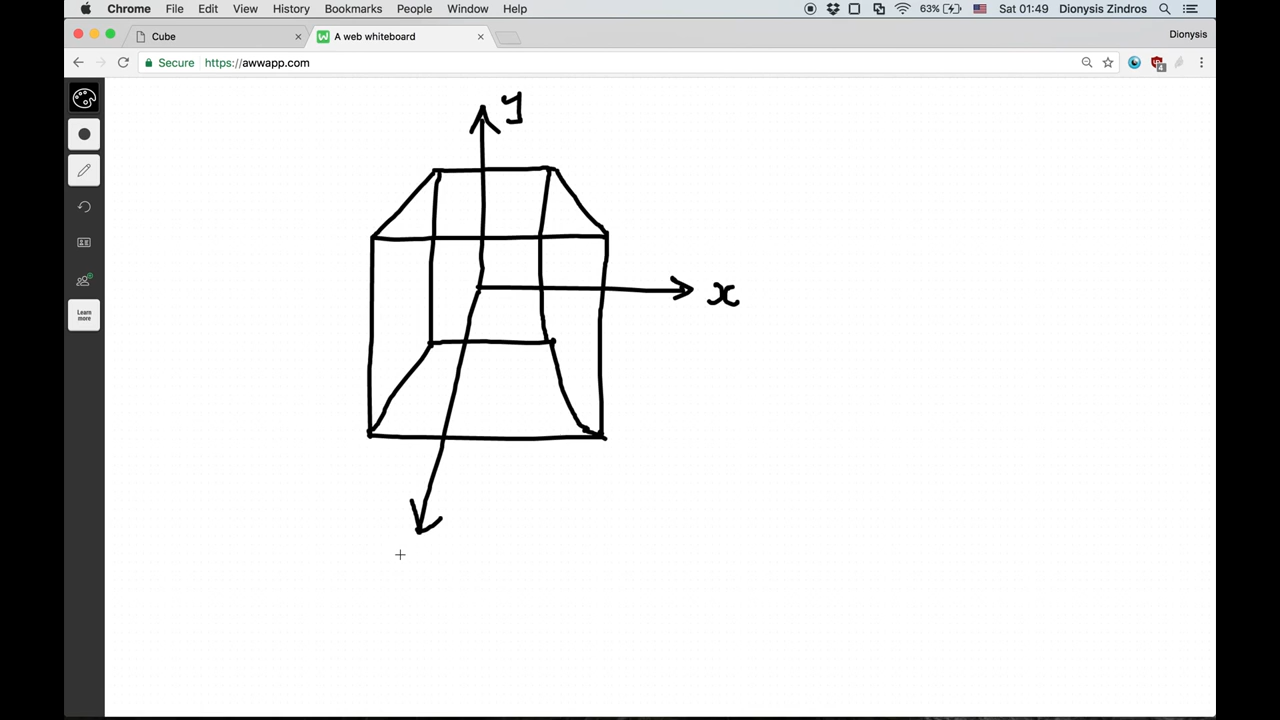 Chrome File Edit View History Bookmarks People Window Help 63% Sat 01:49 Dionysis Zindros
Cube A web whiteboard Dionysis
Secure https://awwapp.com
4
y
x
Learn
more